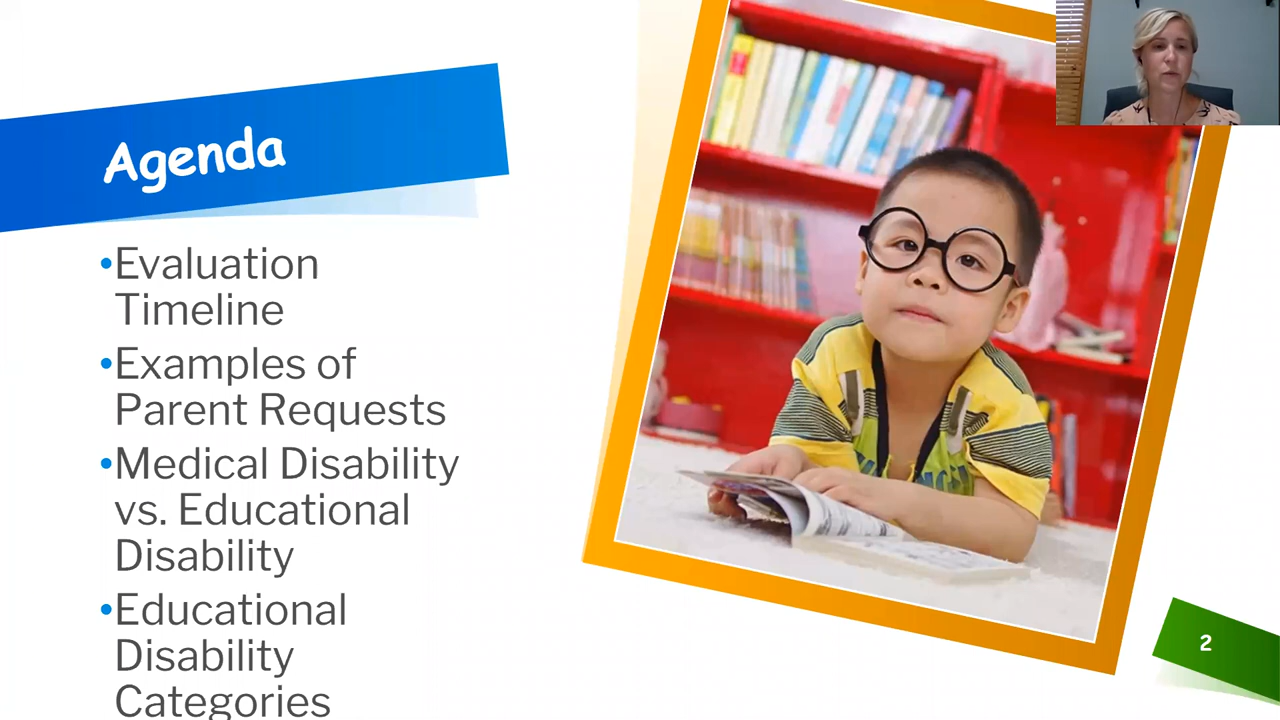 Agenda
•Evaluation
Timeline
•Examples of
Parent Requests
•Medical Disability
vs. Educational
Disability
•Educational
Disability
Categories
2